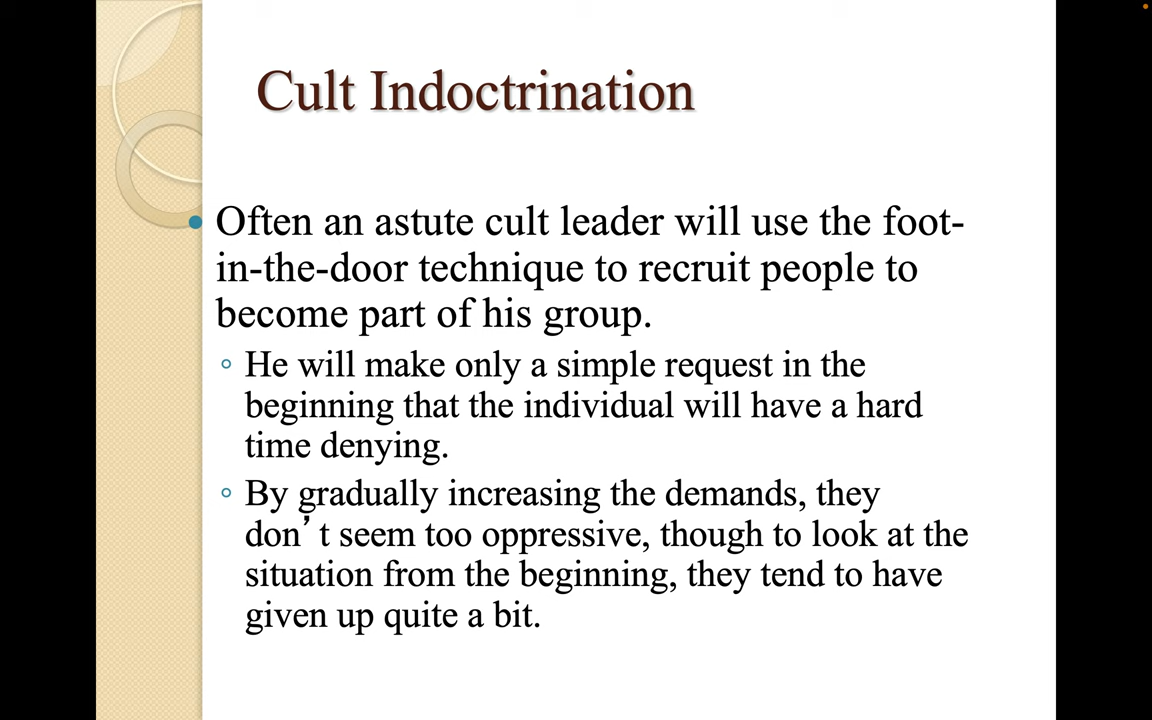 Cult Indoctrination
• Often an astute cult leader will use the foot-
in-the-door technique to recruit people to
become part of his group.
◦ He will make only a simple request in the
beginning that the individual will have a hard
time denying.
◦ By gradually increasing the demands, they
don’t seem too oppressive, though to look at the
situation from the beginning, they tend to have
given up quite a bit.